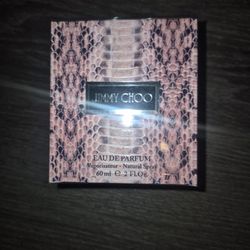 JIMMY CHOO
EAU DE PARFUM
Vaporisateur - Natural Spray
60 ml ℮ 2 Fl.Oz